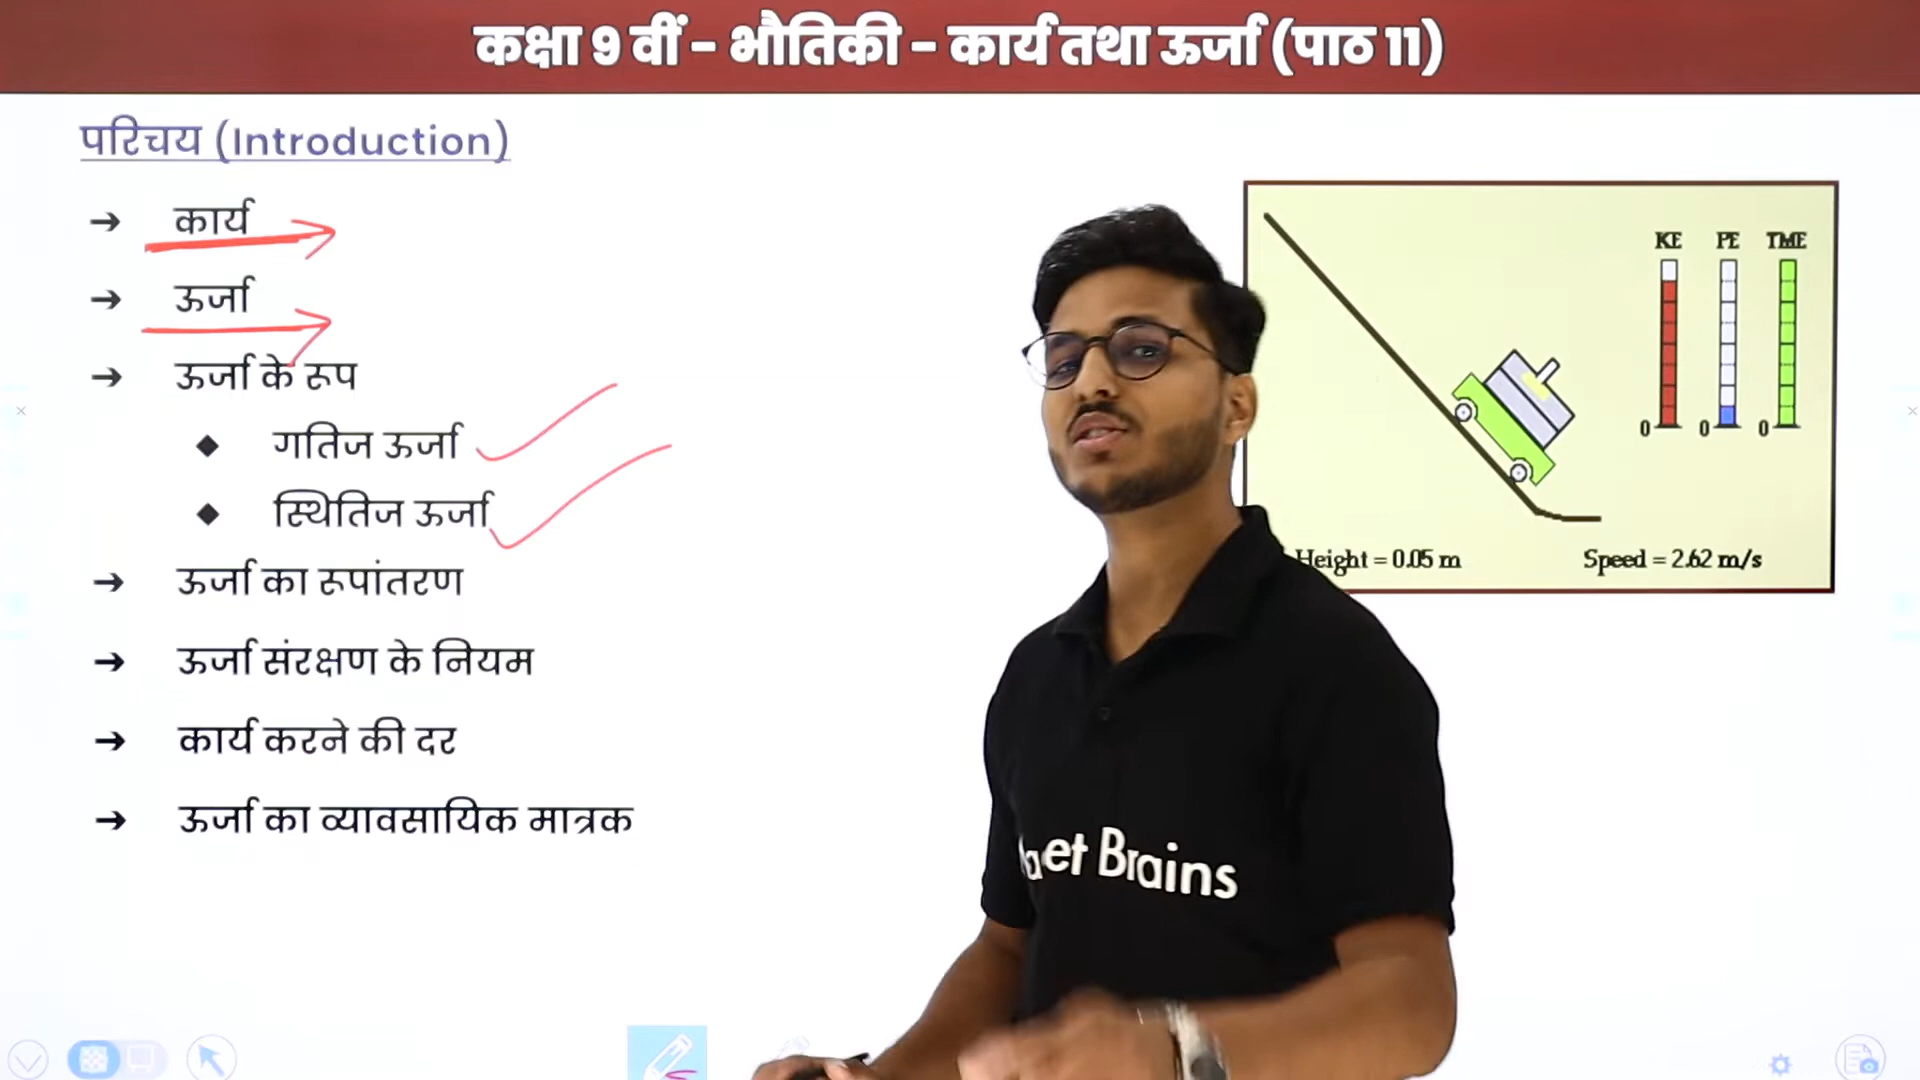 कक्षा 9 वीं - भौतिकी - कार्य तथा ऊर्जा (पाठ 11)
परिचय (Introduction)
➔ कार्य
➔ ऊर्जा
➔ ऊर्जा के रूप
◆ गतिज ऊर्जा
◆ स्थितिज ऊर्जा
➔ ऊर्जा का रूपांतरण
➔ ऊर्जा संरक्षण के नियम
➔ कार्य करने की दर
➔ ऊर्जा का व्यावसायिक मात्रक
KE PE TME
0 0 0
Height = 0.05 m Speed = 2.62 m/s
Brains